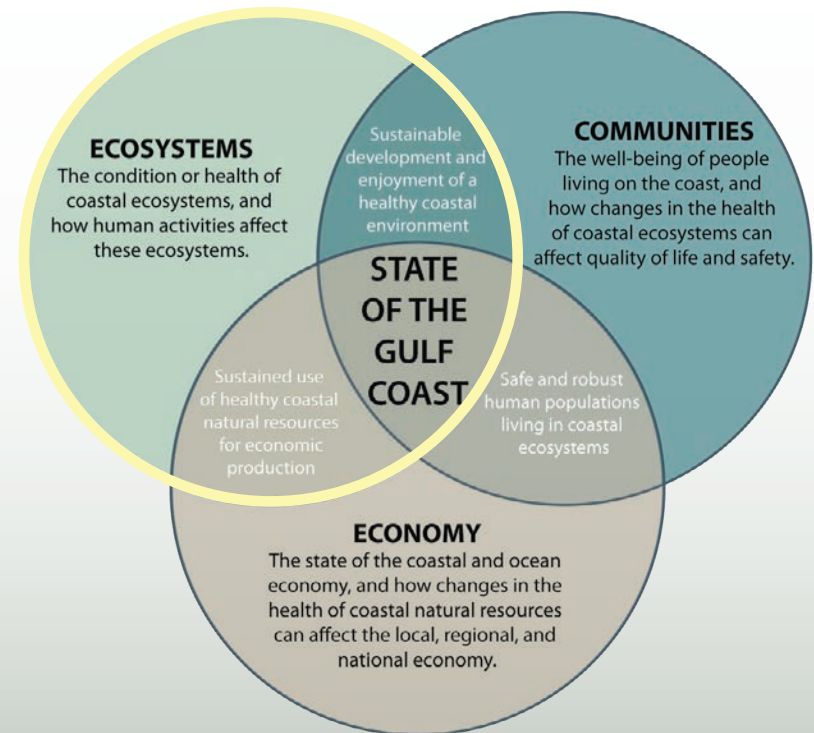 ECOSYSTEMS
The condition or health of
coastal ecosystems, and
how human activities affect
these ecosystems.
Sustainable
development and
enjoyment of a
healthy coastal
environment
COMMUNITIES
The well-being of people
living on the coast, and
how changes in the health
of coastal ecosystems can
affect quality of life and safety.
STATE
OF THE
GULF
COAST
Sustained use
of healthy coastal
natural resources
for economic
production
Safe and robust
human populations
living in coastal
ecosystems
ECONOMY
The state of the coastal and ocean
economy, and how changes in the
health of coastal natural resources
can affect the local, regional, and
national economy.